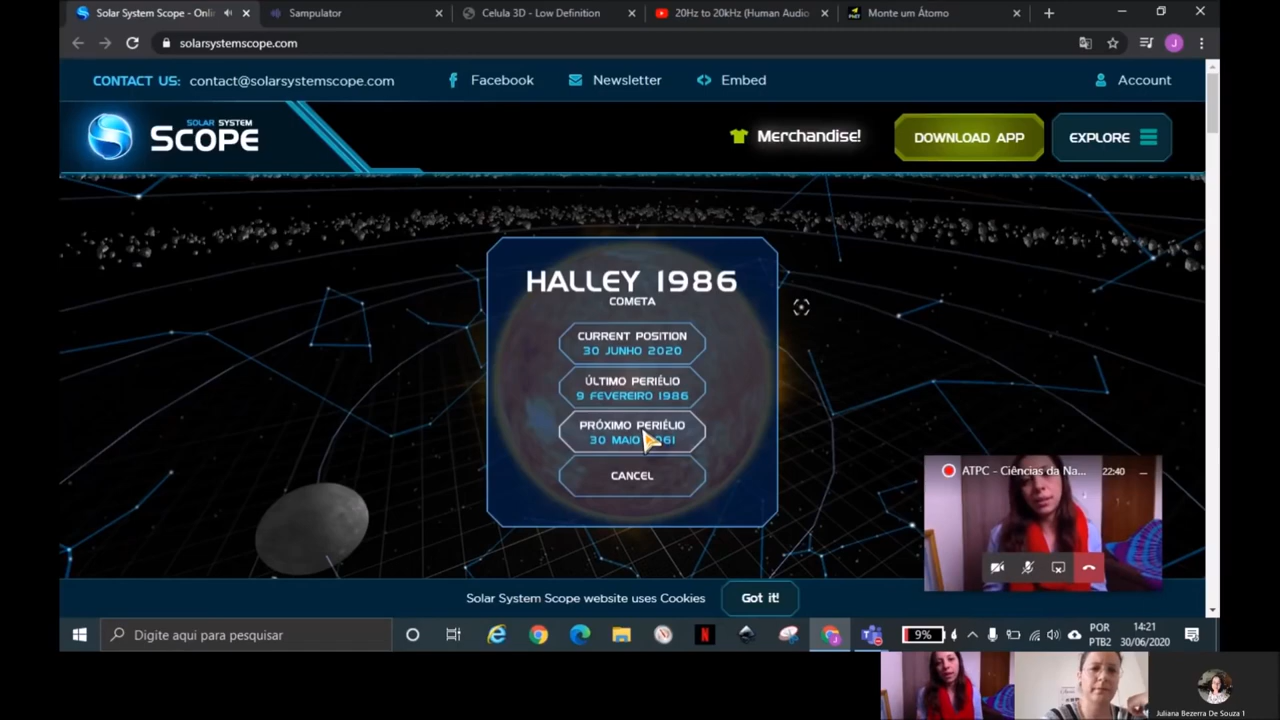 Solar System Scope - Onli
Sampulator
Celula 3D - Low Definition
20Hz to 20kHz (Human Audio
Monte um Átomo
solarsystemscope.com
CONTACT US: contact@solarsystemscope.com
Facebook
Newsletter
Embed
Account
SOLAR SYSTEM
SCOPE
Merchandise!
DOWNLOAD APP
EXPLORE
HALLEY 1986
COMETA
CURRENT POSITION
30 JUNHO 2020
ÚLTIMO PERIÉLIO
9 FEVEREIRO 1986
PRÓXIMO PERIÉLIO
30 MAIO
CANCEL
ATPC - Ciências da Na...
22:40
Solar System Scope website uses Cookies
Got it!
Digite aqui para pesquisar
9%
POR
PTB2
14:21
30/06/2020
Juliana Bezerra De Souza 1